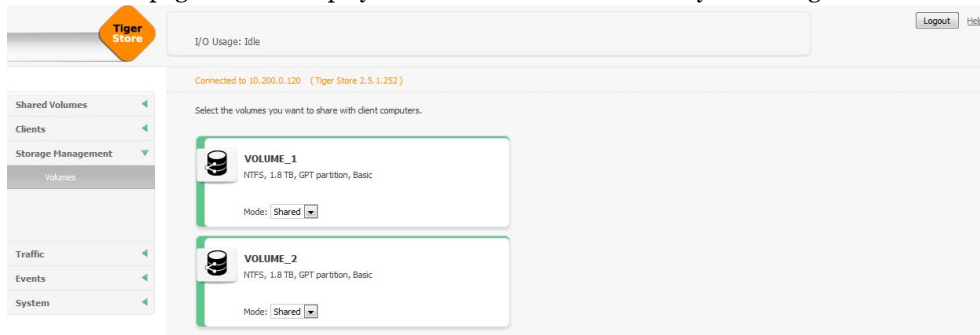 Tiger
Store
I/O Usage: Idle
Logout
Connected to 10.200.0.120 (Tiger Store 2.5.1.252)
Shared Volumes
Clients
Storage Management
Volumes
Traffic
Events
System
Select the volumes you want to share with client computers.
VOLUME_1
NTFS, 1.8 TB, GPT partition, Basic
Mode: Shared
VOLUME_2
NTFS, 1.8 TB, GPT partition, Basic
Mode: Shared